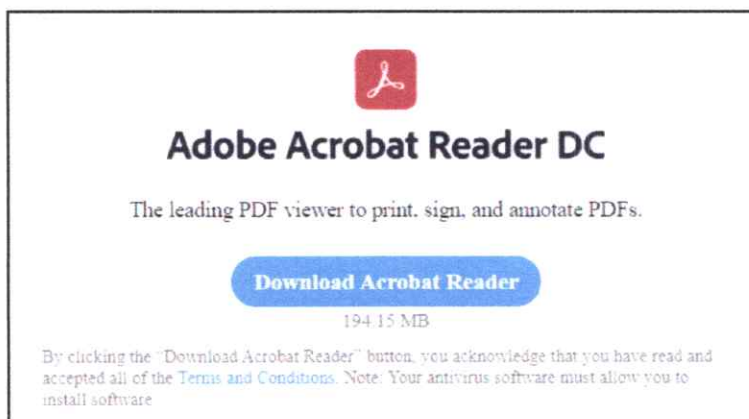 Adobe Acrobat Reader DC
The leading PDF viewer to print, sign, and annotate PDFs.
Download Acrobat Reader
194.15 MB
By clicking the "Download Acrobat Reader" button, you acknowledge that you have read and
accepted all of the Terms and Conditions. Note: Your antivirus software must allow you to
install software